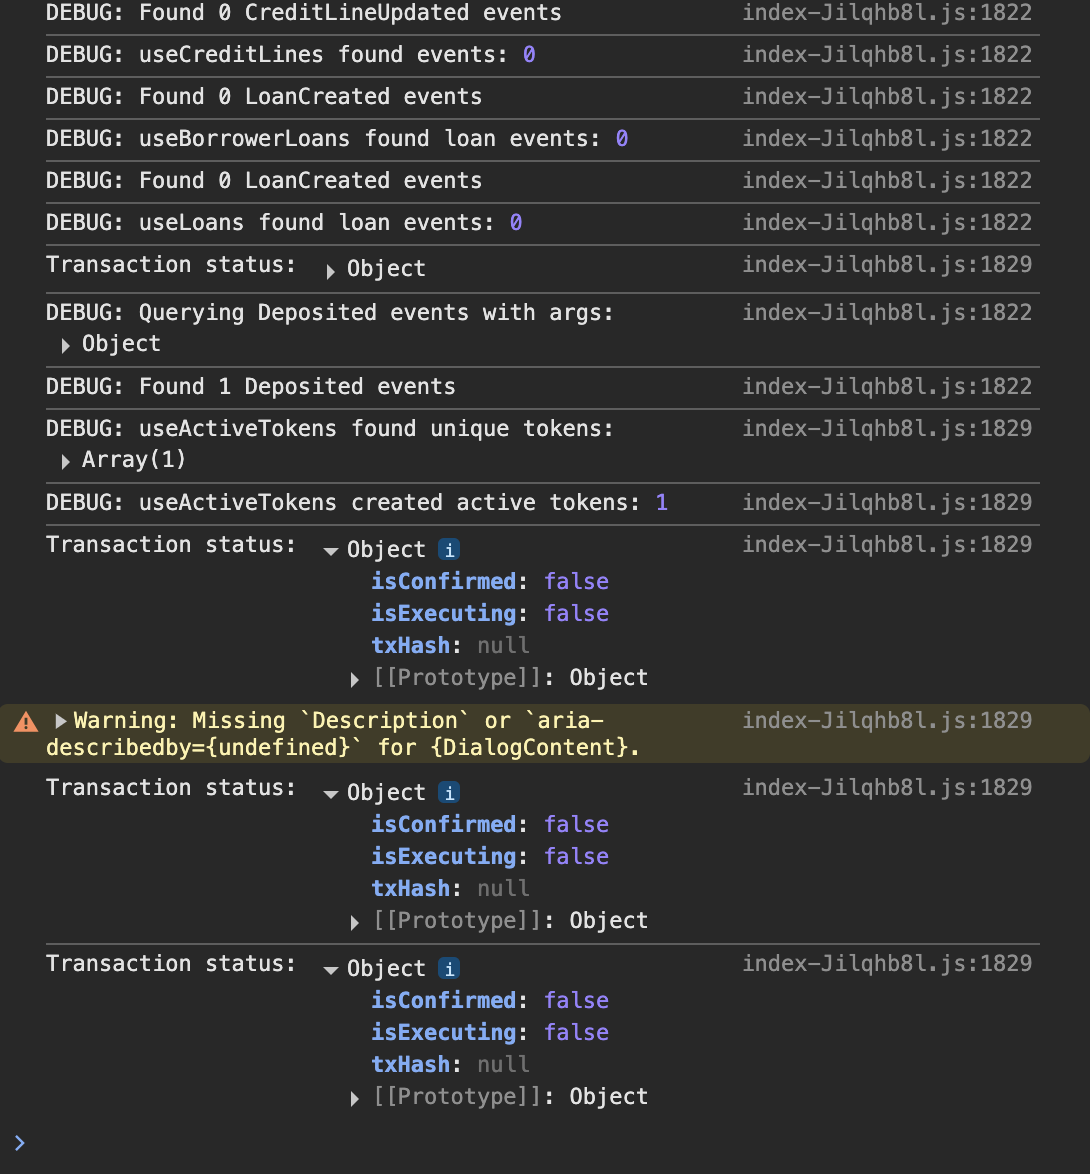 DEBUG: Found 0 CreditLineUpdated events index-Jilqhb8l.js:1822
DEBUG: useCreditLines found events: 0 index-Jilqhb8l.js:1822
DEBUG: Found 0 LoanCreated events index-Jilqhb8l.js:1822
DEBUG: useBorrowerLoans found loan events: 0 index-Jilqhb8l.js:1822
DEBUG: Found 0 LoanCreated events index-Jilqhb8l.js:1822
DEBUG: useLoans found loan events: 0 index-Jilqhb8l.js:1822
Transaction status: ▶ Object index-Jilqhb8l.js:1829
DEBUG: Querying Deposited events with args: index-Jilqhb8l.js:1822
▶ Object
DEBUG: Found 1 Deposited events index-Jilqhb8l.js:1822
DEBUG: useActiveTokens found unique tokens: index-Jilqhb8l.js:1829
▶ Array(1)
DEBUG: useActiveTokens created active tokens: 1 index-Jilqhb8l.js:1829
Transaction status: ▼ Object i index-Jilqhb8l.js:1829
isConfirmed: false
isExecuting: false
txHash: null
▶ [[Prototype]]: Object
▶ Warning: Missing `Description` or `aria- index-Jilqhb8l.js:1829
describedby={undefined}` for {DialogContent}.
Transaction status: ▼ Object i index-Jilqhb8l.js:1829
isConfirmed: false
isExecuting: false
txHash: null
▶ [[Prototype]]: Object
Transaction status: ▼ Object i index-Jilqhb8l.js:1829
isConfirmed: false
isExecuting: false
txHash: null
▶ [[Prototype]]: Object